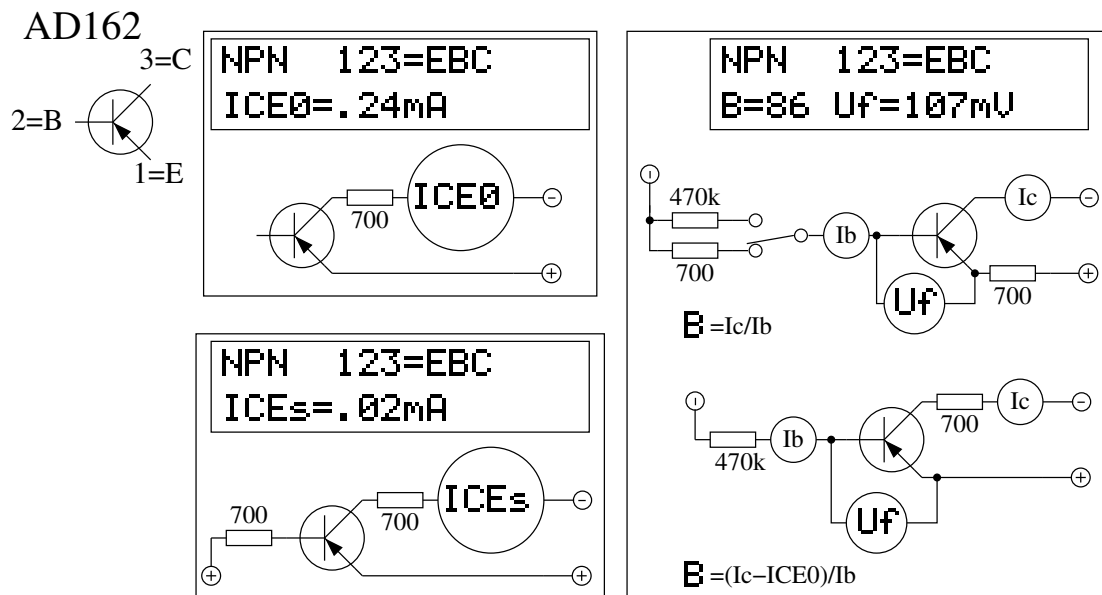 AD162
3=C
2=B
1=E
NPN 123=EBC
ICE0=.24mA
ICE0
700
NPN 123=EBC
ICEs=.02mA
ICEs
700
700
NPN 123=EBC
B=86 Uf=107mV
470k
700
Ib
Ic
Uf
700
B=Ic/Ib
470k
Ib
700
Ic
Uf
B=(Ic−ICE0)/Ib